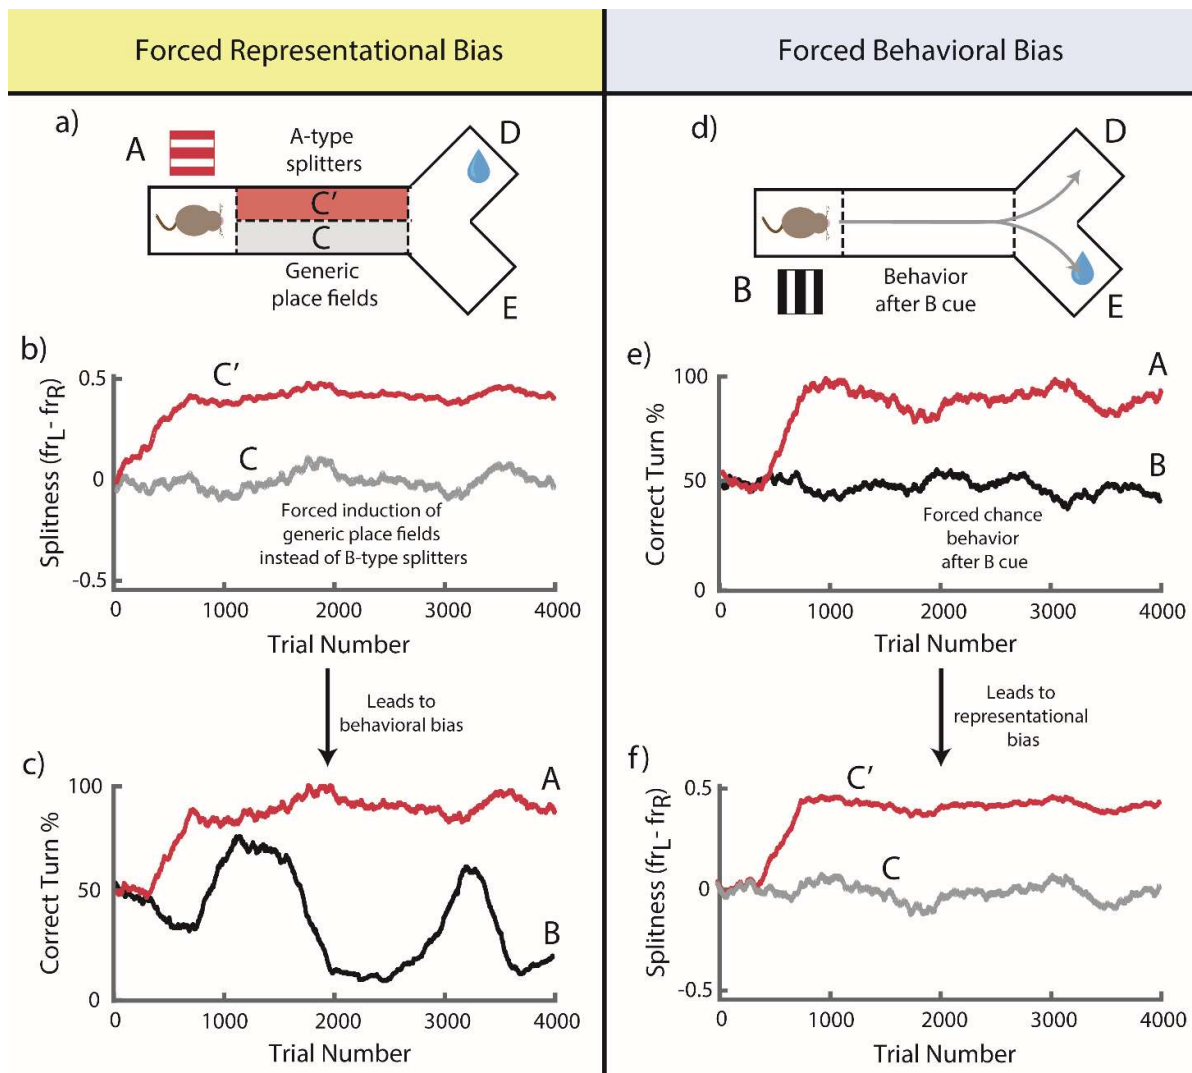 Forced Representational Bias
Forced Behavioral Bias
a)
A
A-type
splitters
C'
C
Generic
place fields
D
E
b)
C'
C
Forced induction of
generic place fields
instead of B-type splitters
Splitness (frL - frR)
0.5
0
-0.5
0 1000 2000 3000 4000
Trial Number
Leads to
behavioral bias
c)
A
B
Correct Turn %
100
50
0
0 1000 2000 3000 4000
Trial Number
d)
B
Behavior
after B cue
D
E
e)
A
B
Forced chance
behavior
after B cue
Correct Turn %
100
50
0
0 1000 2000 3000 4000
Trial Number
Leads to
representational
bias
f)
C'
C
Splitness (frL - frR)
0.5
0
-0.5
0 1000 2000 3000 4000
Trial Number